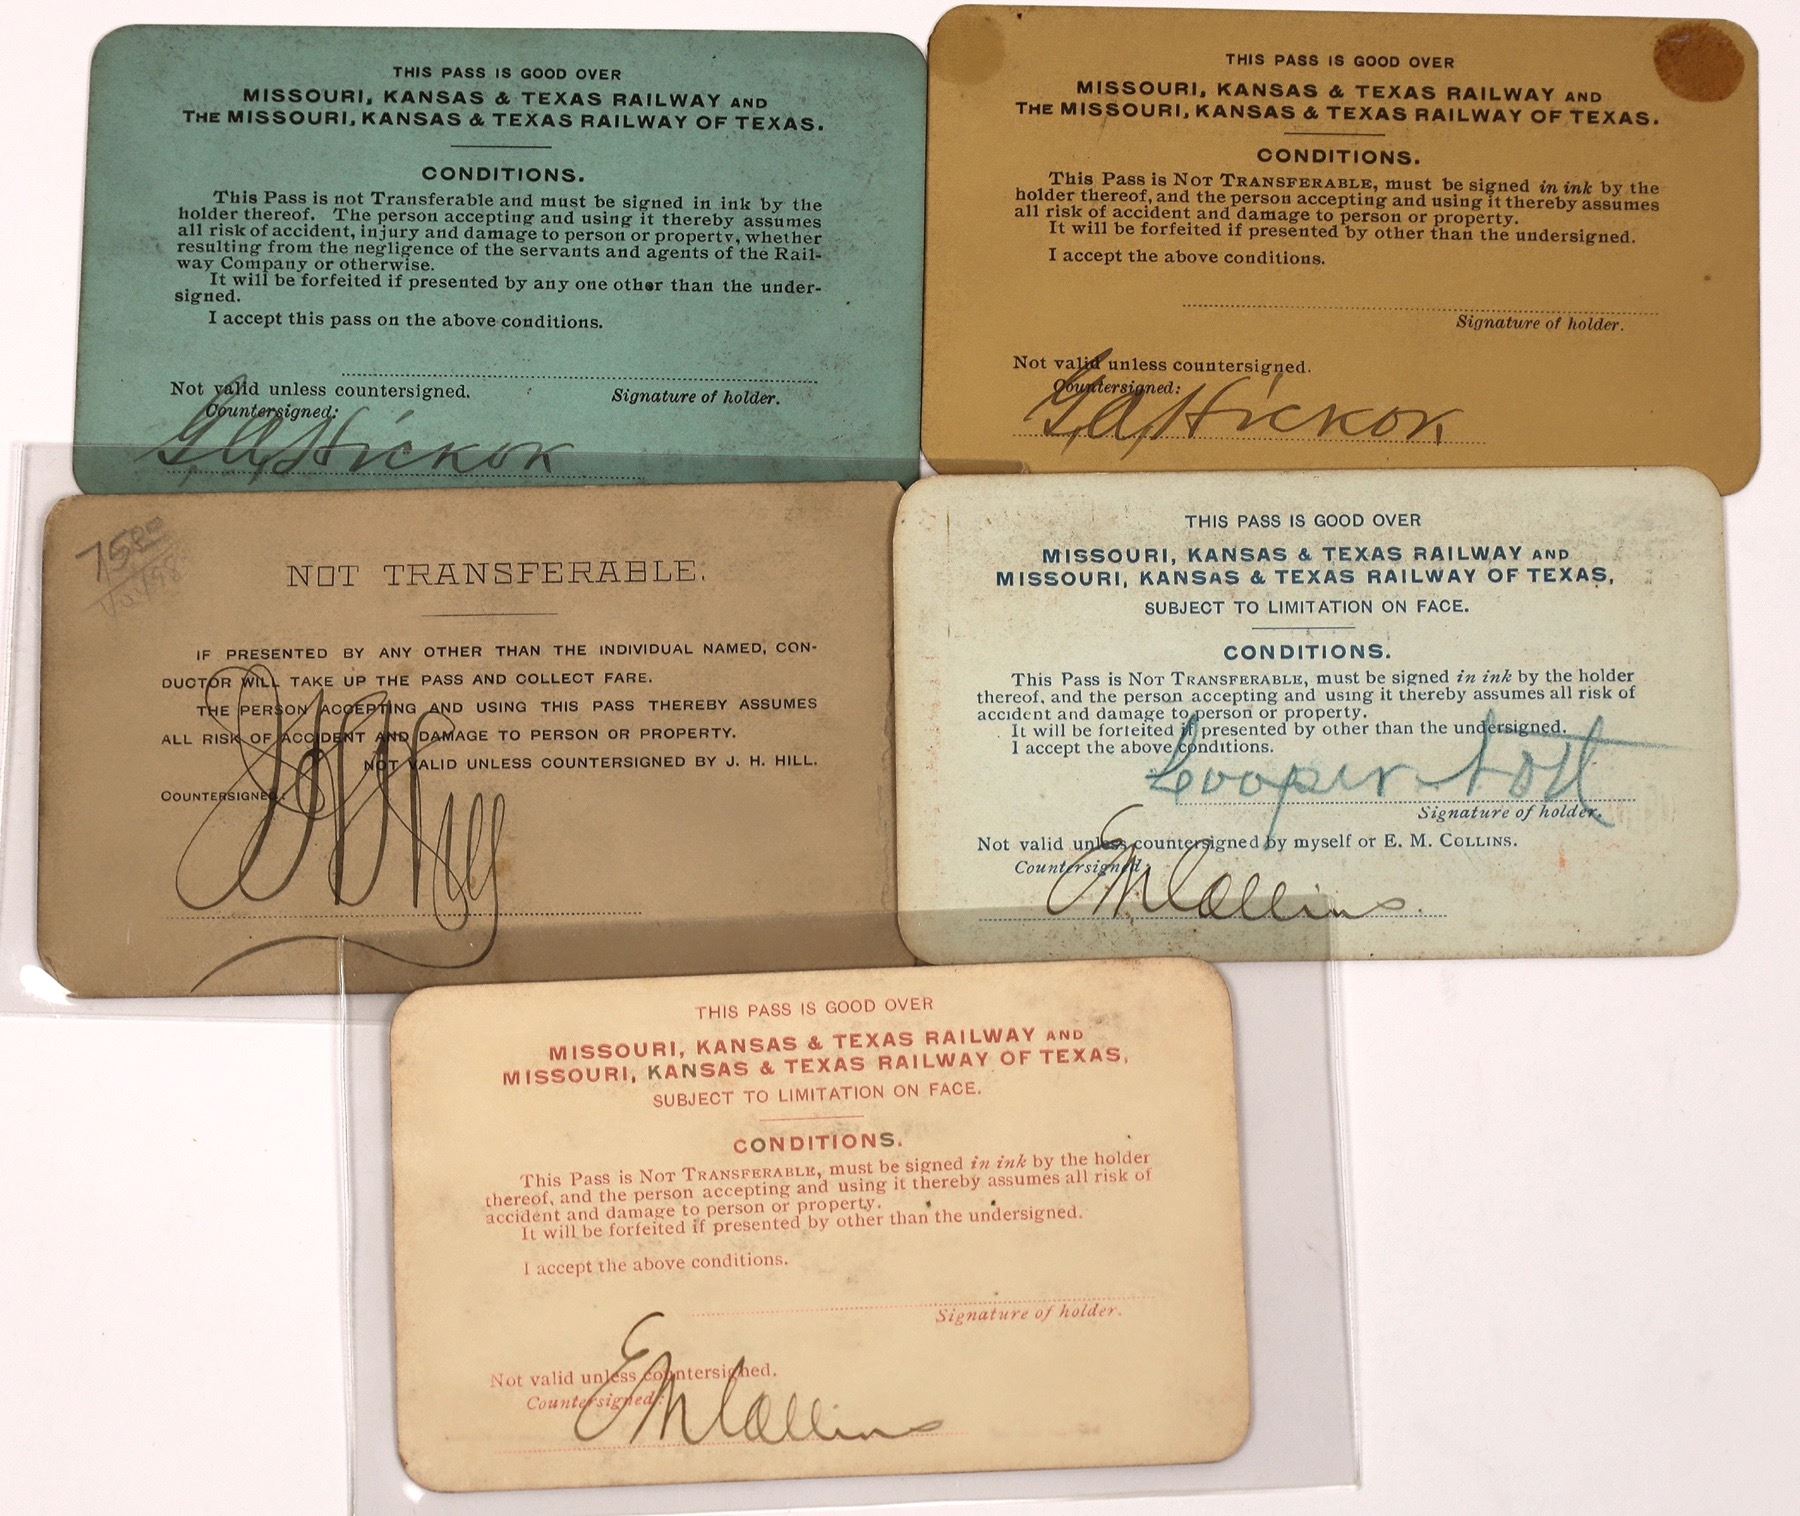 THIS PASS IS GOOD OVER
MISSOURI, KANSAS & TEXAS RAILWAY AND
THE MISSOURI, KANSAS & TEXAS RAILWAY OF TEXAS.
CONDITIONS.
This Pass is not Transferable and must be signed in ink by the
holder thereof. The person accepting and using it thereby assumes
all risk of accident, injury and damage to person or property, whether
resulting from the negligence of the servants and agents of the Rail-
way Company or otherwise.
It will be forfeited if presented by any one other than the under-
signed.
I accept this pass on the above conditions.
Not valid unless countersigned.
Signature of holder.
Countersigned:
G.A. Hickok
THIS PASS IS GOOD OVER
MISSOURI, KANSAS & TEXAS RAILWAY AND
THE MISSOURI, KANSAS & TEXAS RAILWAY OF TEXAS.
CONDITIONS.
This Pass is NOT TRANSFERABLE, must be signed in ink by the
holder thereof, and the person accepting and using it thereby assumes
all risk of accident and damage to person or property.
It will be forfeited if presented by other than the undersigned.
I accept the above conditions.
Signature of holder.
Not valid unless countersigned.
Countersigned:
G.A. Hickok
75.00
NOT TRANSFERABLE.
IF PRESENTED BY ANY OTHER THAN THE INDIVIDUAL NAMED, CON-
DUCTOR WILL TAKE UP THE PASS AND COLLECT FARE.
THE PERSON ACCEPTING AND USING THIS PASS THEREBY ASSUMES
ALL RISK OF ACCIDENT AND DAMAGE TO PERSON OR PROPERTY.
NOT VALID UNLESS COUNTERSIGNED BY J. H. HILL.
COUNTERSIGNED:
J H Hill
THIS PASS IS GOOD OVER
MISSOURI, KANSAS & TEXAS RAILWAY AND
MISSOURI, KANSAS & TEXAS RAILWAY OF TEXAS,
SUBJECT TO LIMITATION ON FACE.
CONDITIONS.
This Pass is NOT TRANSFERABLE, must be signed in ink by the holder
thereof, and the person accepting and using it thereby assumes all risk of
accident and damage to person or property.
It will be forfeited if presented by other than the undersigned.
I accept the above conditions.
Cooper
Signature of holder.
Not valid unless countersigned by myself or E. M. COLLINS.
Countersigned:
E M Collins
THIS PASS IS GOOD OVER
MISSOURI, KANSAS & TEXAS RAILWAY AND
MISSOURI, KANSAS & TEXAS RAILWAY OF TEXAS,
SUBJECT TO LIMITATION ON FACE.
CONDITIONS.
This Pass is NOT TRANSFERABLE, must be signed in ink by the holder
thereof, and the person accepting and using it thereby assumes all risk of
accident and damage to person or property.
It will be forfeited if presented by other than the undersigned.
I accept the above conditions.
Signature of holder.
Not valid unless countersigned.
Countersigned:
E M Collins